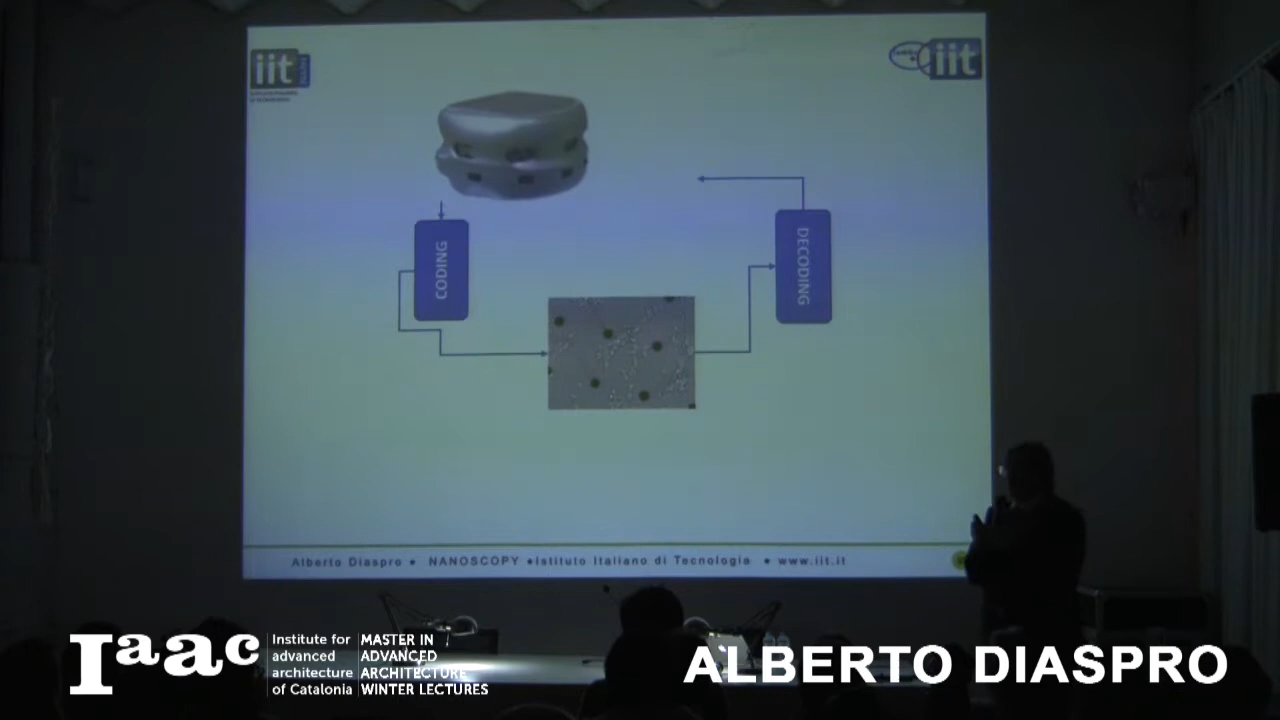 iit
iit
CODING
DECODING
Alberto Diaspro • NANOSCOPY •Istituto Italiano di Tecnologia • www.iit.it
Iaac
Institute for
advanced
architecture
of Catalonia
MASTER IN
ADVANCED
ARCHITECTURE
WINTER LECTURES
ALBERTO DIASPRO